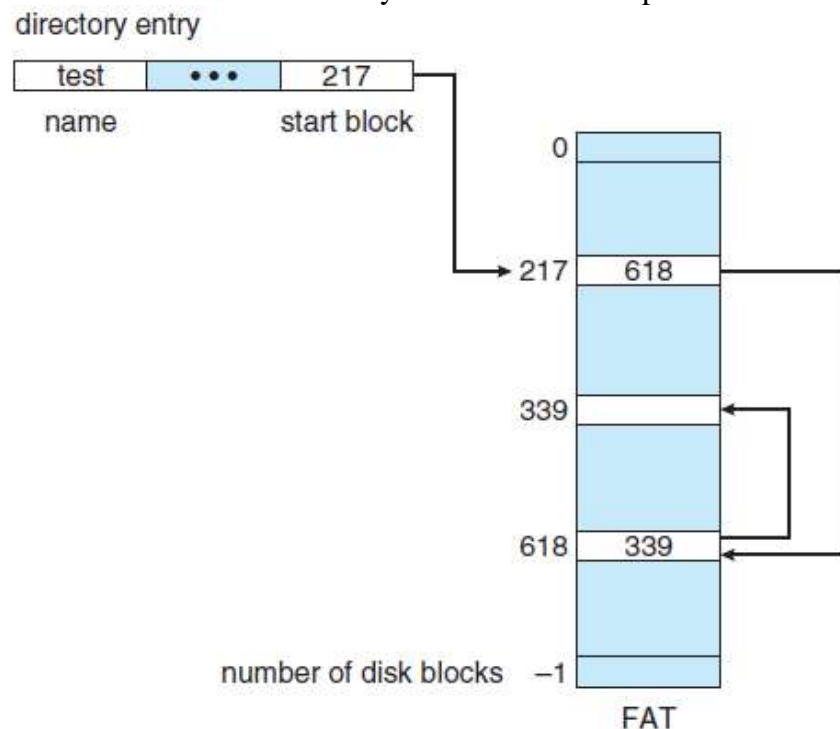 directory entry
test ••• 217
name start block
0
217 618
339
618 339
number of disk blocks –1
FAT